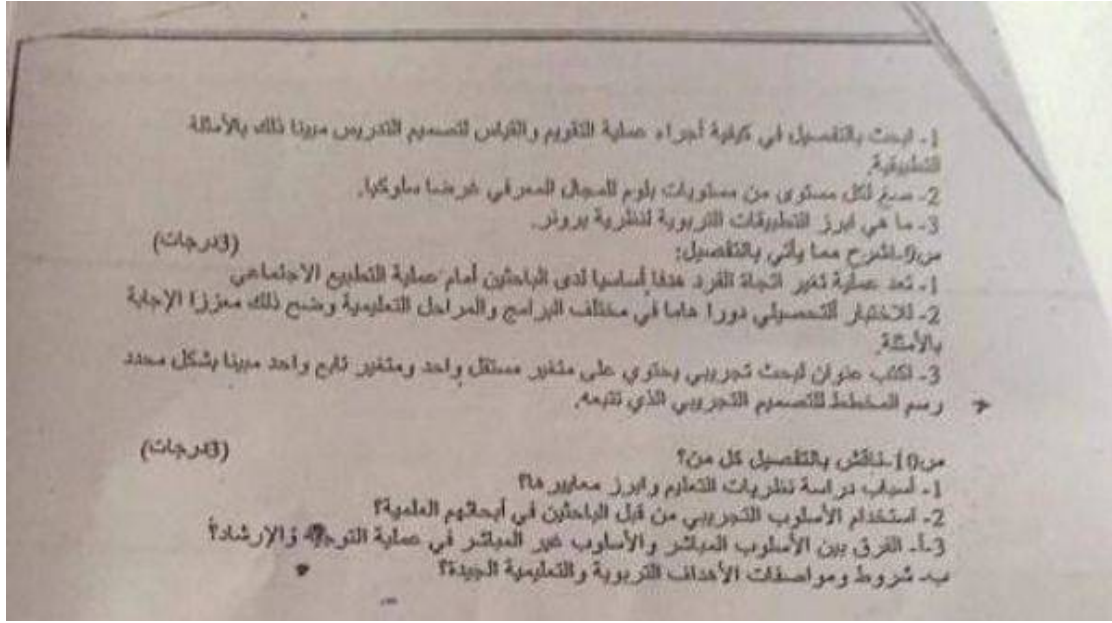 1- ابحث بالتفصيل في كيفية أجراء عملية التقويم والقياس لتصميم التدريس مبينا ذلك بالأمثلة
التطبيقية.
2- صغ لكل مستوى من مستويات بلوم للمجال المعرفي غرضا سلوكيا.
3- ما هي ابرز التطبيقات التربوية لنظرية برونر.
س9-اشرح مما يأتي بالتفصيل: (3درجات)
1- تعد عملية تغير اتجاة الفرد هدفا أساسيا لدى الباحثين أمام عملية التطبيع الاجتماعي
2- للاختبار التحصيلي دورا هاما في مختلف البرامج والمراحل التعليمية وضح ذلك معززا الإجابة
بالأمثلة.
3- اكتب عنوان لبحث تجريبي يحتوي على متغير مستقل واحد ومتغير تابع واحد مبينا بشكل محدد
رسم المخطط للتصميم التجريبي الذي تتبعه.
س10-ناقش بالتفصيل كل من؟ (3درجات)
1- أسباب دراسة نظريات التعليم وابرز معاييرها؟
2- استخدام الأسلوب التجريبي من قبل الباحثين في أبحاثهم العلمية؟
3-أ- الفرق بين الأسلوب المباشر والأسلوب غير المباشر في عملية التوجيه والإرشاد؟
ب- شروط ومواصفات الأهداف التربوية والتعليمية الجيدة؟